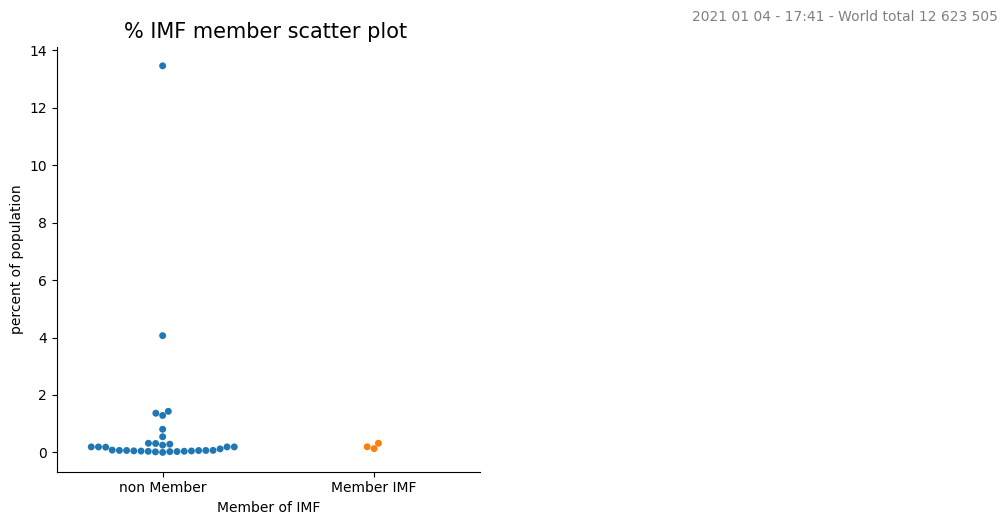 2021 01 04 - 17:41 - World total 12 623 505
% IMF member scatter plot
14
12
10
8
6
4
2
0
percent of population
non Member
Member IMF
Member of IMF